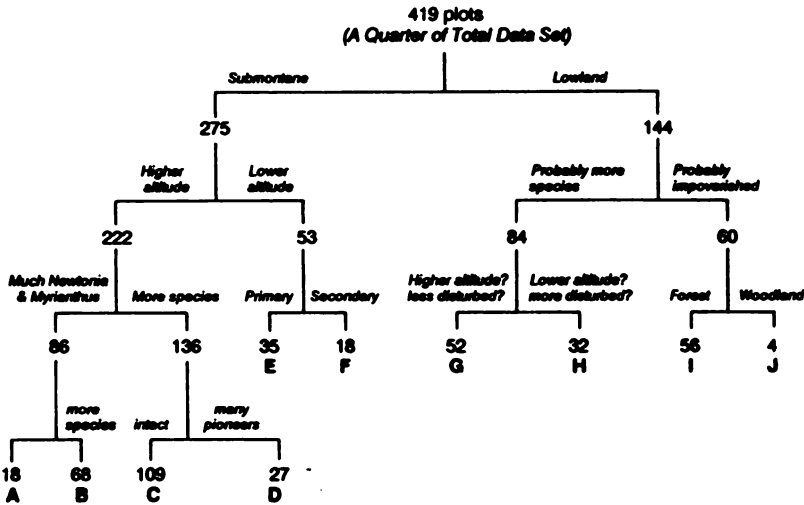 419 plots
(A Quarter of Total Data Set)
Submontane
Lowland
275
144
Higher
altitude
Lower
altitude
Probably more
species
Probably
impoverished
222
53
84
60
Much Newtonia
& Myrianthus
More species
Primary
Secondary
Higher altitude?
less disturbed?
Lower altitude?
more disturbed?
Forest
Woodland
86
136
35
18
52
32
56
4
E
F
G
H
I
J
more
species
intact
many
pioneers
18
68
109
27
A
B
C
D